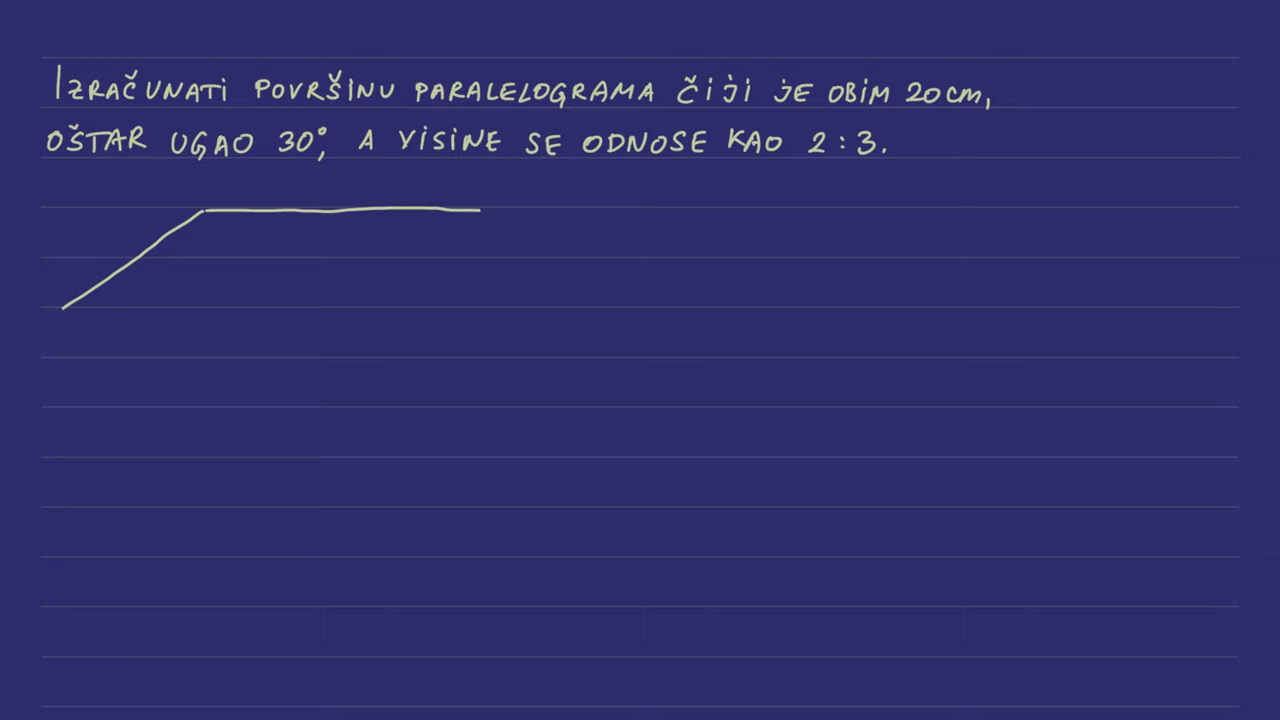 IZRAČUNATI POVRŠINU PARALELOGRAMA ČIJI JE OBIM 20cm,
OŠTAR UGAO 30°, A VISINE SE ODNOSE KAO 2:3.